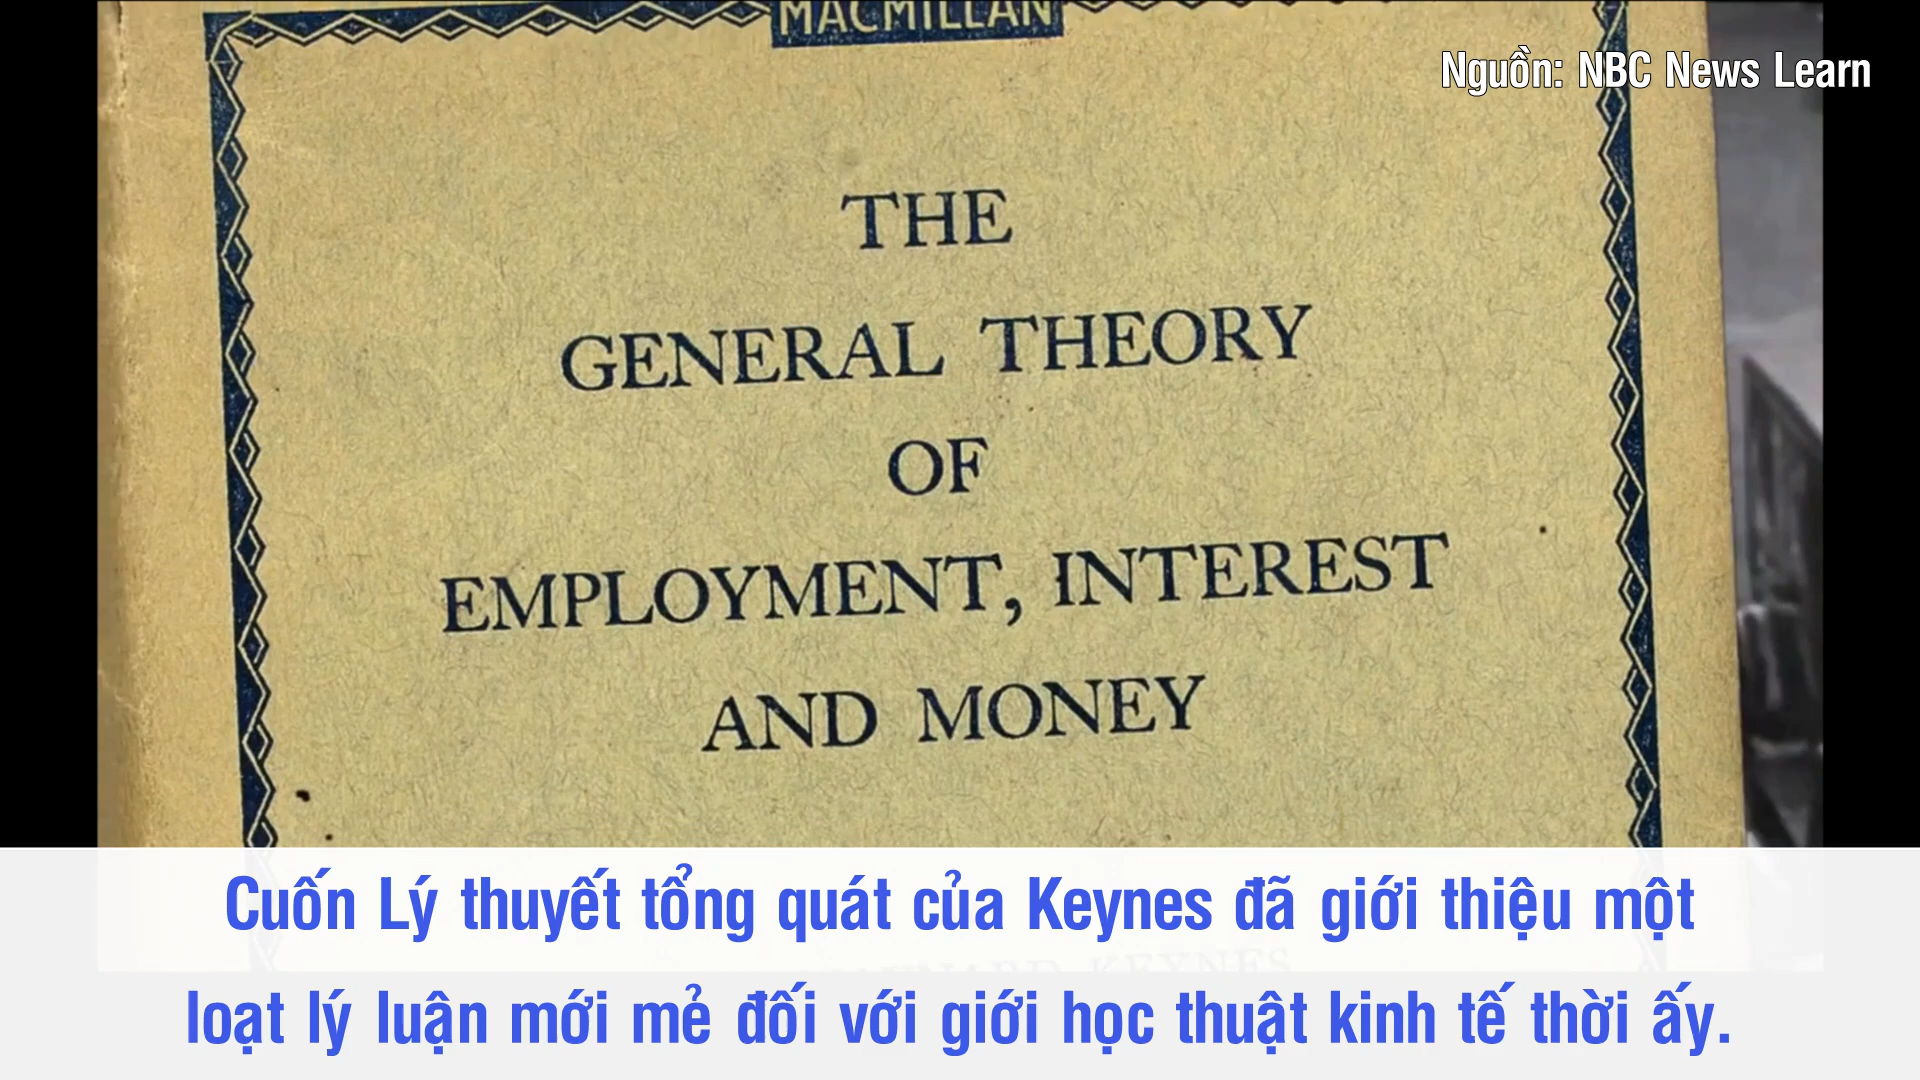 MACMILLAN
Nguồn: NBC News Learn
THE
GENERAL THEORY
OF
EMPLOYMENT, INTEREST
AND MONEY
Cuốn Lý thuyết tổng quát của Keynes đã giới thiệu một
KEYNES
loạt lý luận mới mẻ đối với giới học thuật kinh tế thời ấy.